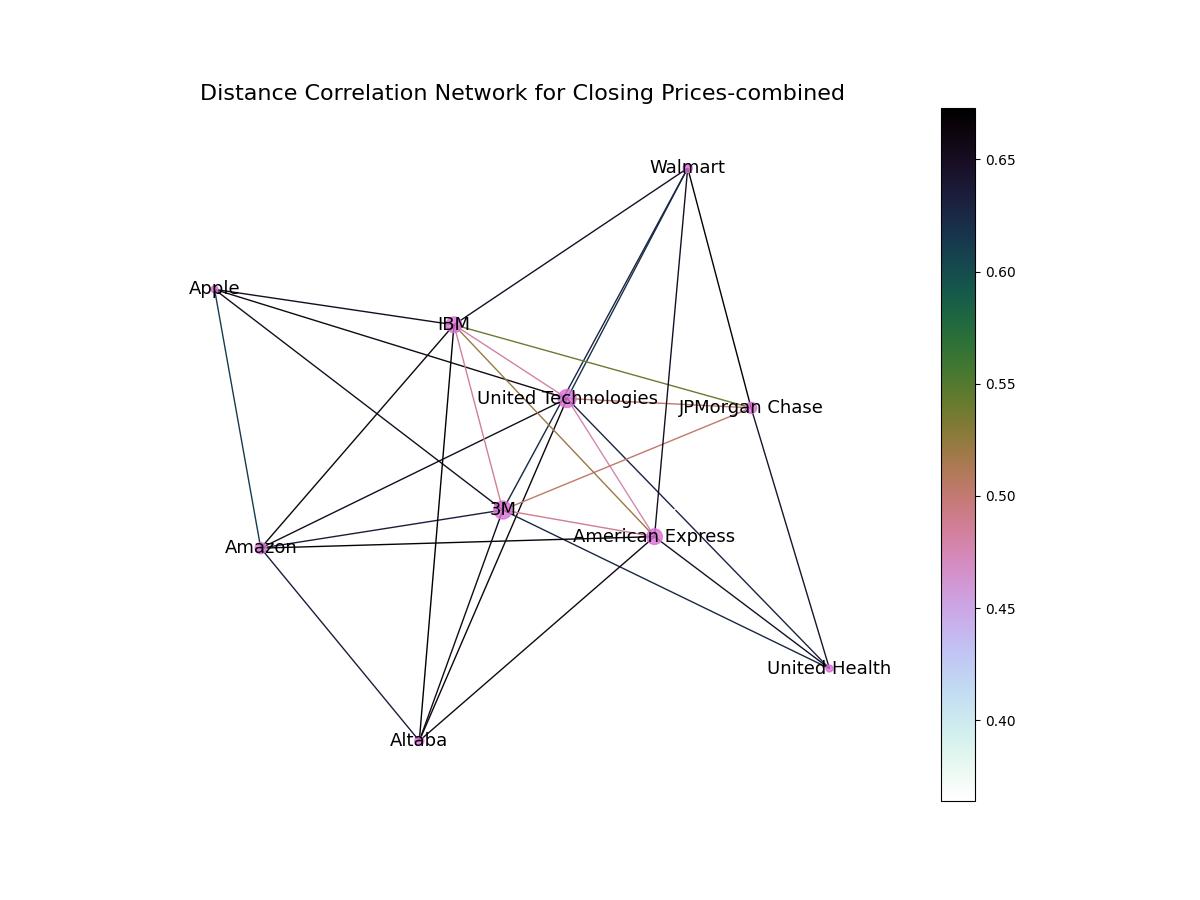 Distance Correlation Network for Closing Prices-combined
Walmart
Apple
IBM
United Technologies
JPMorgan Chase
3M
American Express
Amazon
United Health
Altaba
0.65
0.60
0.55
0.50
0.45
0.40